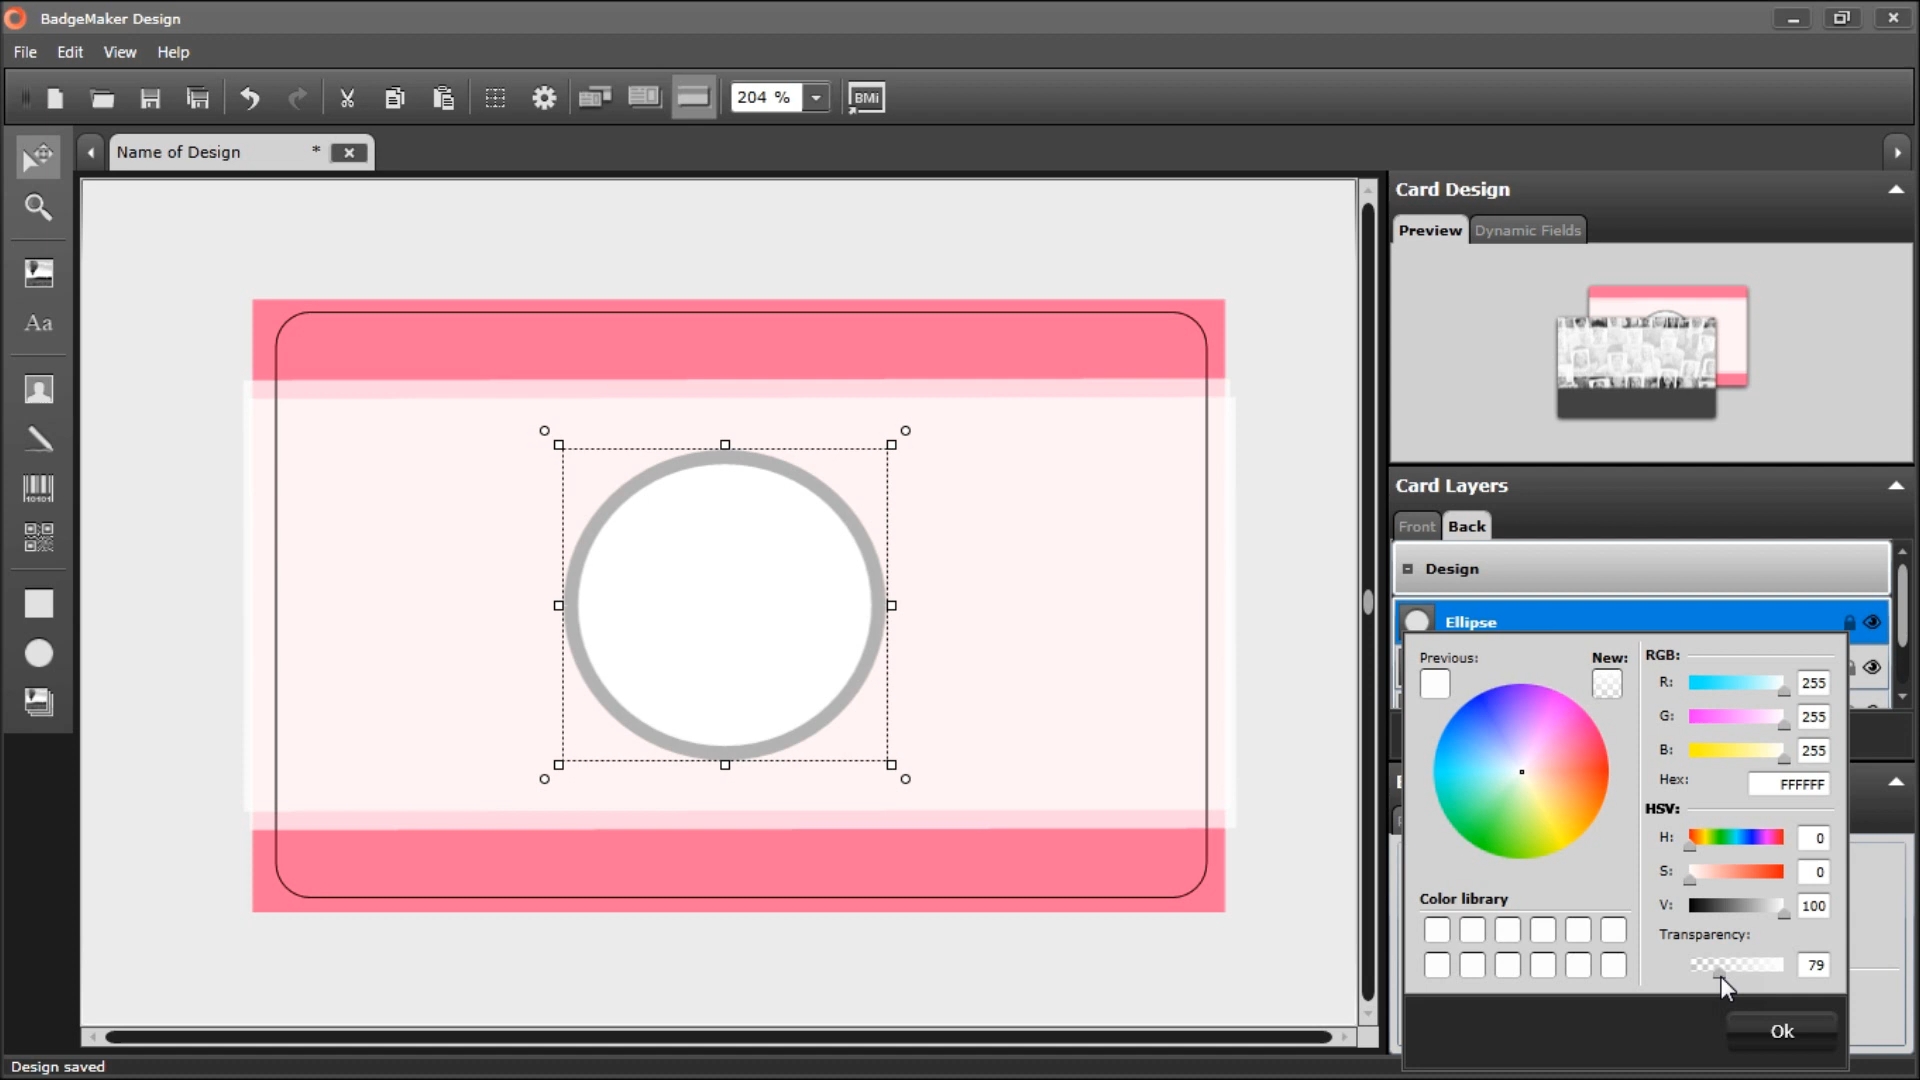 BadgeMaker Design
File Edit View Help
204 %
BMi
Name of Design *
Aa
10101
Card Design
Preview Dynamic Fields
Card Layers
Front Back
Design
Ellipse
Previous: New:
RGB:
R: 255
G: 255
B: 255
Hex: FFFFFF
HSV:
H: 0
S: 0
V: 100
Color library
Transparency:
79
Ok
Design saved